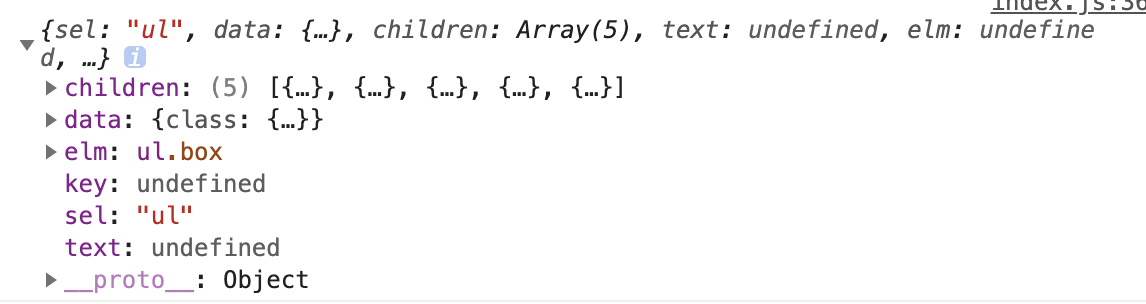 index.js:36
{sel: "ul", data: {…}, children: Array(5), text: undefined, elm: undefine
d, …} i
children: (5) [{…}, {…}, {…}, {…}, {…}]
data: {class: {…}}
elm: ul.box
key: undefined
sel: "ul"
text: undefined
__proto__: Object